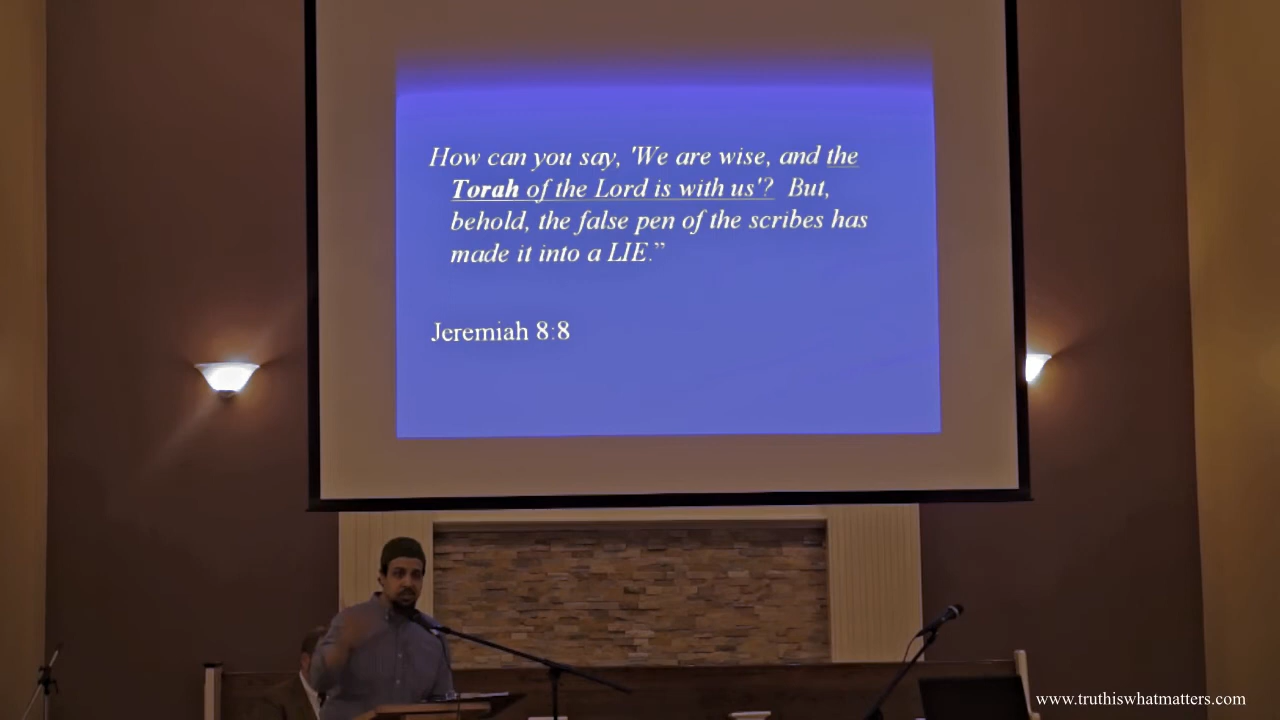 How can you say, 'We are wise, and the
Torah of the Lord is with us'?  But,
behold, the false pen of the scribes has
made it into a LIE.”
Jeremiah 8:8
www.truthiswhatmatters.com